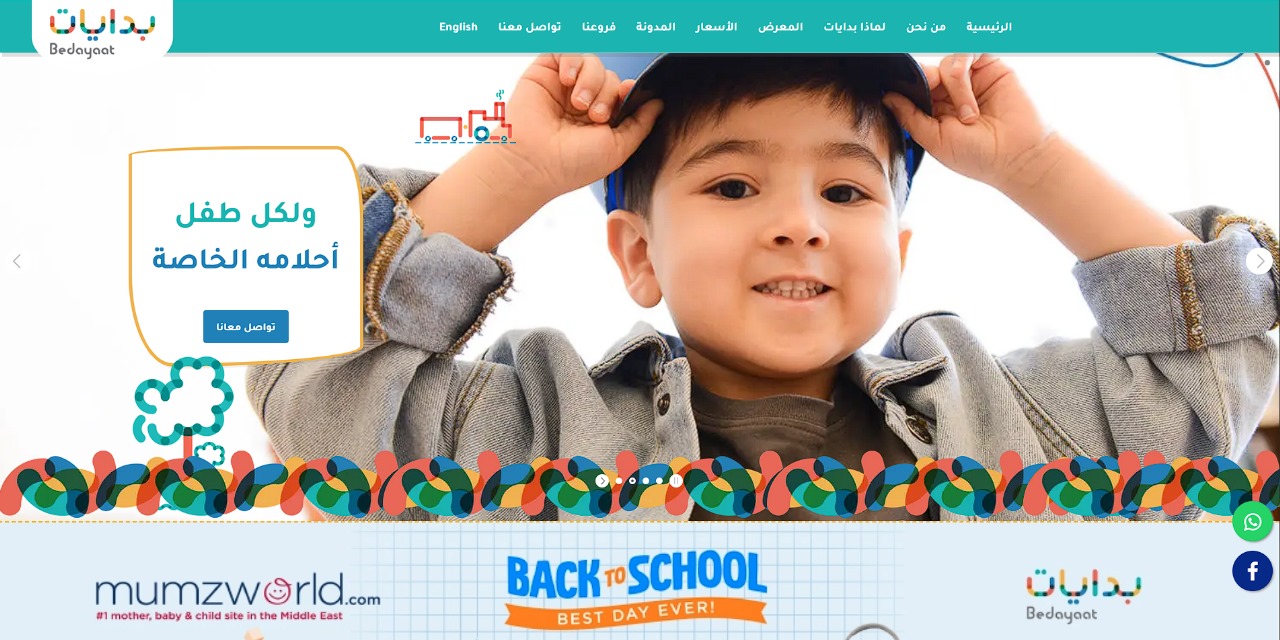 بدايات
Bedayaat
الرئيسية من نحن لماذا بدايات المعرض الأسعار المدونة فروعنا تواصل معنا English
ولكل طفل
أحلامه الخاصة
تواصل معانا
mumzworld.com
#1 mother, baby & child site in the Middle East
BACK TO SCHOOL
BEST DAY EVER!
بدايات
Bedayaat